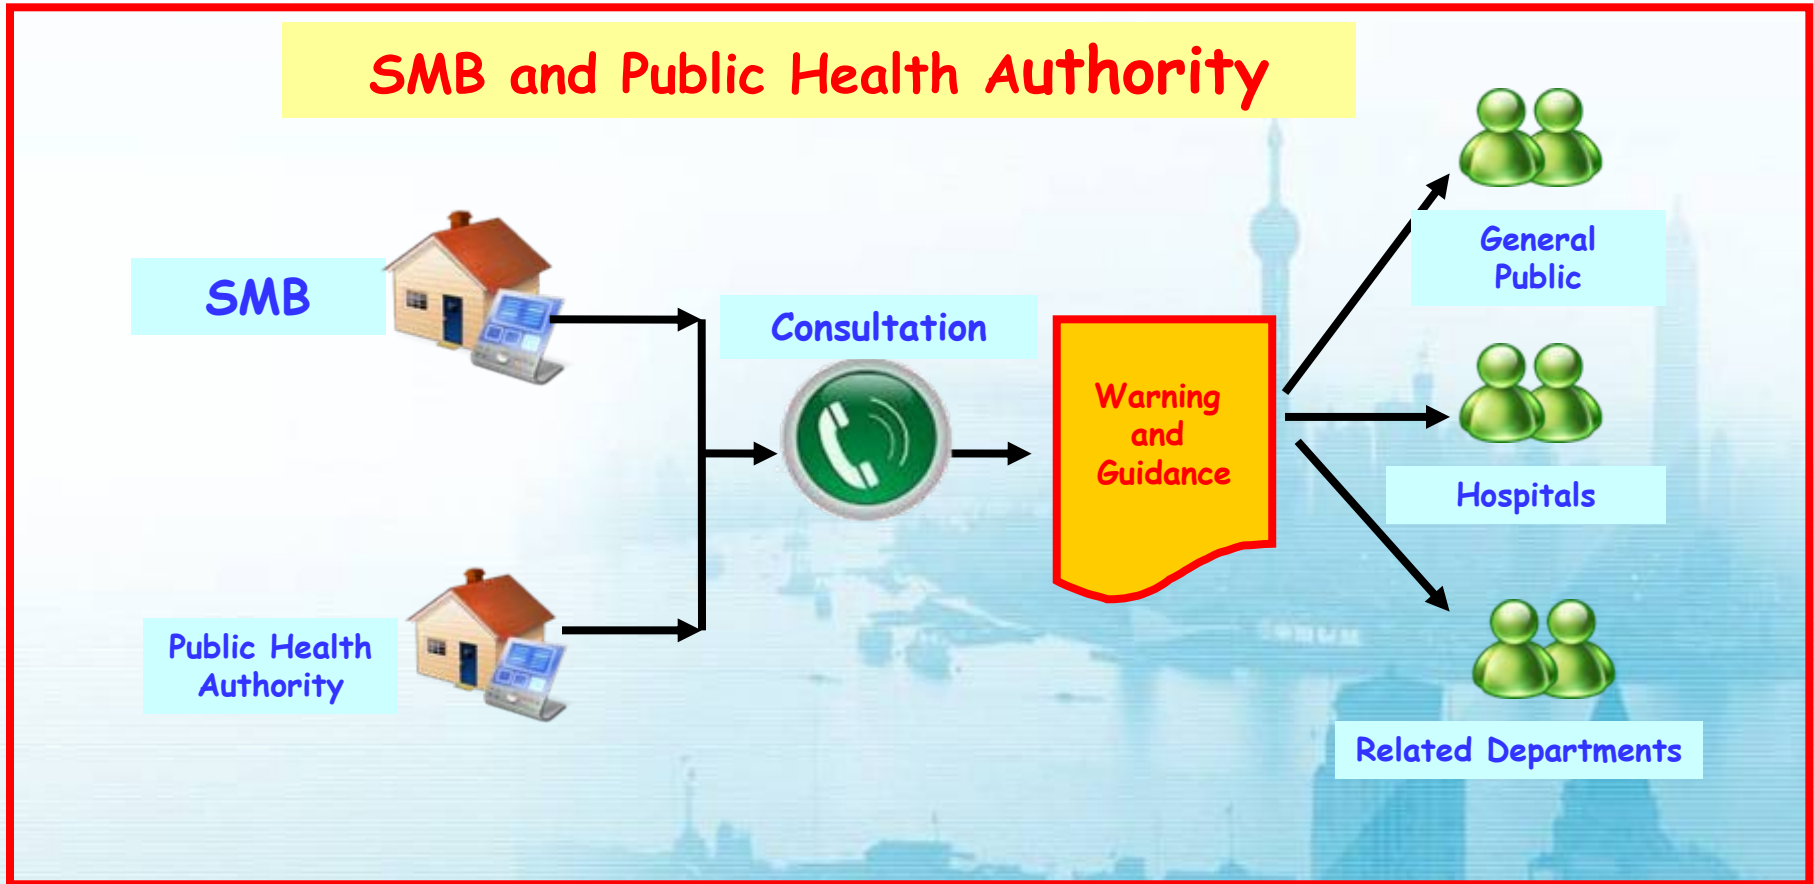 SMB and Public Health Authority
SMB
Consultation
General
Public
Warning
and
Guidance
Hospitals
Public Health
Authority
Related Departments